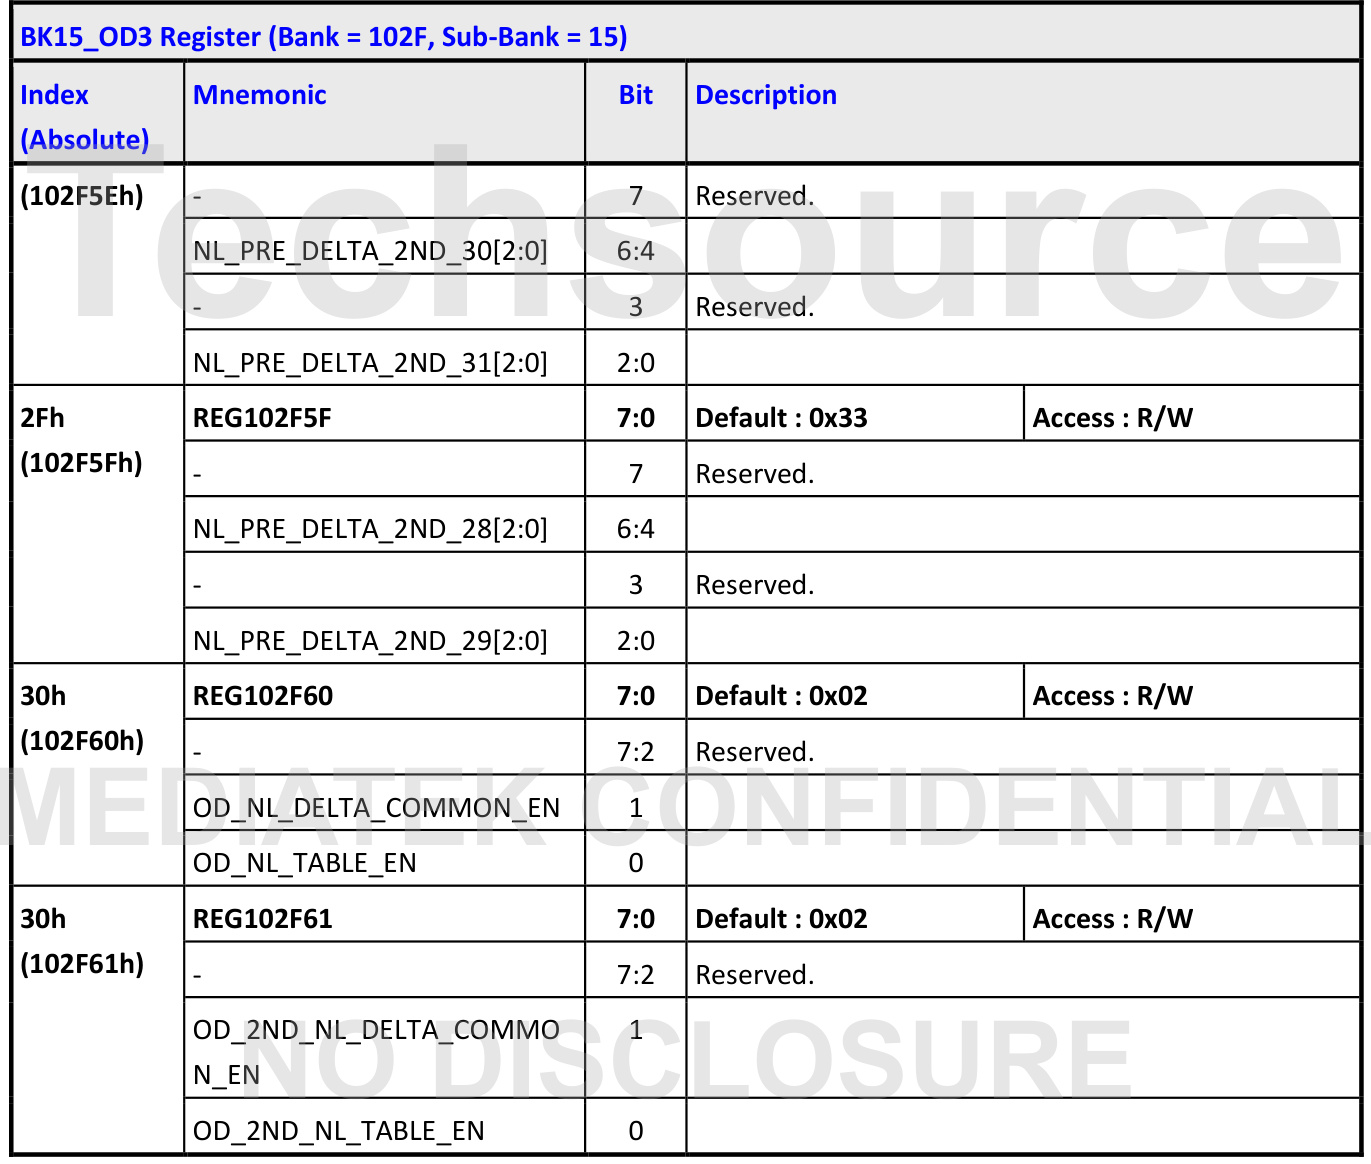 BK15_OD3 Register (Bank = 102F, Sub-Bank = 15)
Index (Absolute) Mnemonic Bit Description
(102F5Eh) - 7 Reserved.
NL_PRE_DELTA_2ND_30[2:0] 6:4
- 3 Reserved.
NL_PRE_DELTA_2ND_31[2:0] 2:0
2Fh REG102F5F 7:0 Default : 0x33 Access : R/W
(102F5Fh) - 7 Reserved.
NL_PRE_DELTA_2ND_28[2:0] 6:4
- 3 Reserved.
NL_PRE_DELTA_2ND_29[2:0] 2:0
30h REG102F60 7:0 Default : 0x02 Access : R/W
(102F60h) - 7:2 Reserved.
OD_NL_DELTA_COMMON_EN 1
OD_NL_TABLE_EN 0
30h REG102F61 7:0 Default : 0x02 Access : R/W
(102F61h) - 7:2 Reserved.
OD_2ND_NL_DELTA_COMMO 1
N_EN
OD_2ND_NL_TABLE_EN 0
Techsource
MEDIATEK CONFIDENTIAL
NO DISCLOSURE